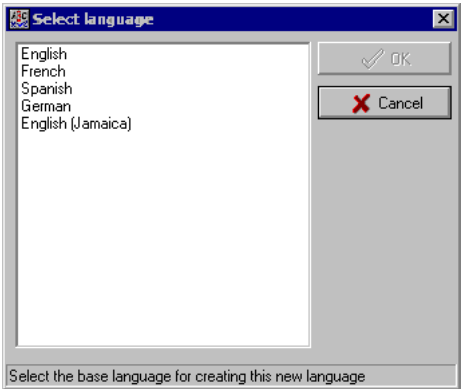 Select language
English
French
Spanish
German
English (Jamaica)
OK
Cancel
Select the base language for creating this new language